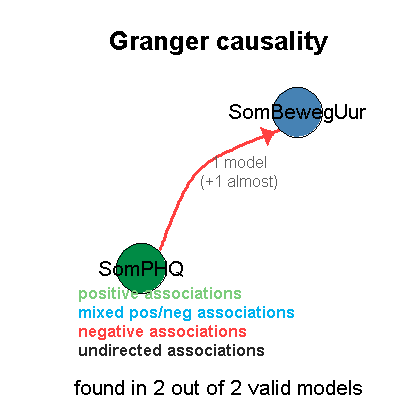 Granger causality
SomBewegUur
1 model
(+1 almost)
SomPHQ
positive associations
mixed pos/neg associations
negative associations
undirected associations
found in 2 out of 2 valid models